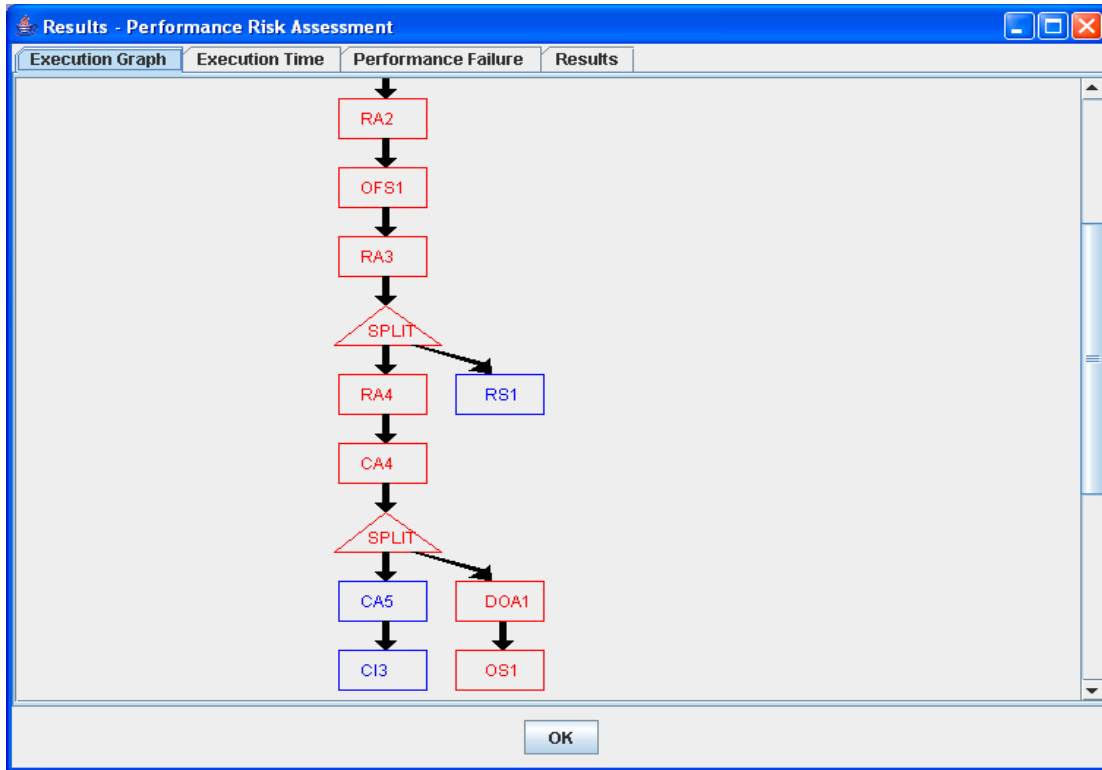 Results - Performance Risk Assessment
Execution Graph Execution Time Performance Failure Results
RA2
OFS1
RA3
SPLIT
RA4 RS1
CA4
SPLIT
CA5 DOA1
CI3 OS1
OK